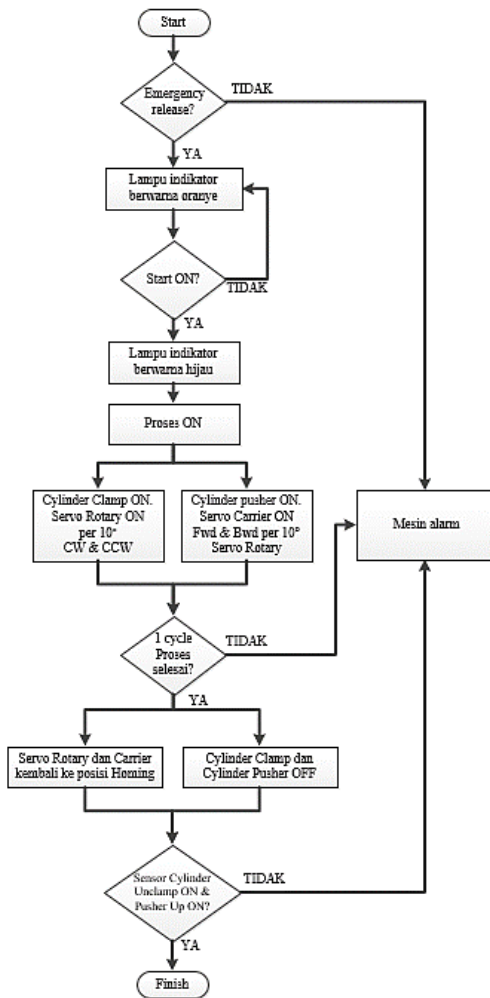 Start
Emergency
release?
TIDAK
YA
Lampu indikator
berwarna oranye
Start ON?
TIDAK
YA
Lampu indikator
berwarna hijau
Proses ON
Cylinder Clamp ON.
Servo Rotary ON
per 10°
CW & CCW
Cylinder pusher ON.
Servo Carrier ON
Fwd & Bwd per 10°
Servo Rotary
Mesin alarm
1 cycle
Proses
selesai?
TIDAK
YA
Servo Rotary dan Carrier
kembali ke posisi Homing
Cylinder Clamp dan
Cylinder Pusher OFF
Sensor Cylinder
Unclamp ON &
Pusher Up ON?
TIDAK
YA
Finish